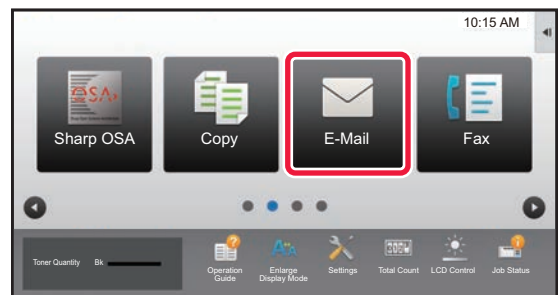 10:15 AM
OSA
Sharp OSA
Copy
E-Mail
Fax
Toner Quantity
Bk
Operation
Guide
Enlarge
Display Mode
Settings
Total Count
LCD Control
Job Status